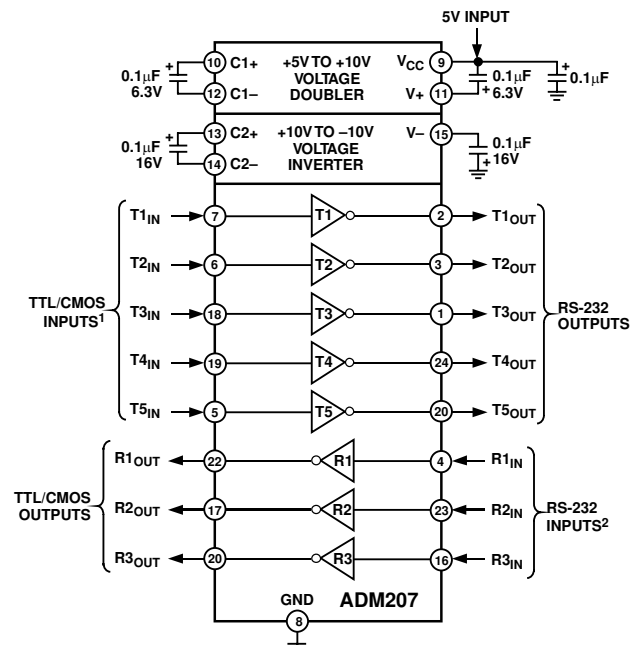 5V INPUT
10 C1+ +5V TO +10V VOLTAGE DOUBLER VCC 9
0.1µF 6.3V
12 C1– V+ 11
0.1µF 6.3V
0.1µF
13 C2+ +10V TO –10V VOLTAGE INVERTER V– 15
0.1µF 16V
14 C2–
0.1µF 16V
T1IN 7 T1 2 T1OUT
T2IN 6 T2 3 T2OUT
TTL/CMOS INPUTS1
T3IN 18 T3 1 T3OUT
RS-232 OUTPUTS
T4IN 19 T4 24 T4OUT
T5IN 5 T5 20 T5OUT
R1OUT 22 R1 4 R1IN
TTL/CMOS OUTPUTS
R2OUT 17 R2 23 R2IN
RS-232 INPUTS2
R3OUT 20 R3 16 R3IN
GND ADM207
8